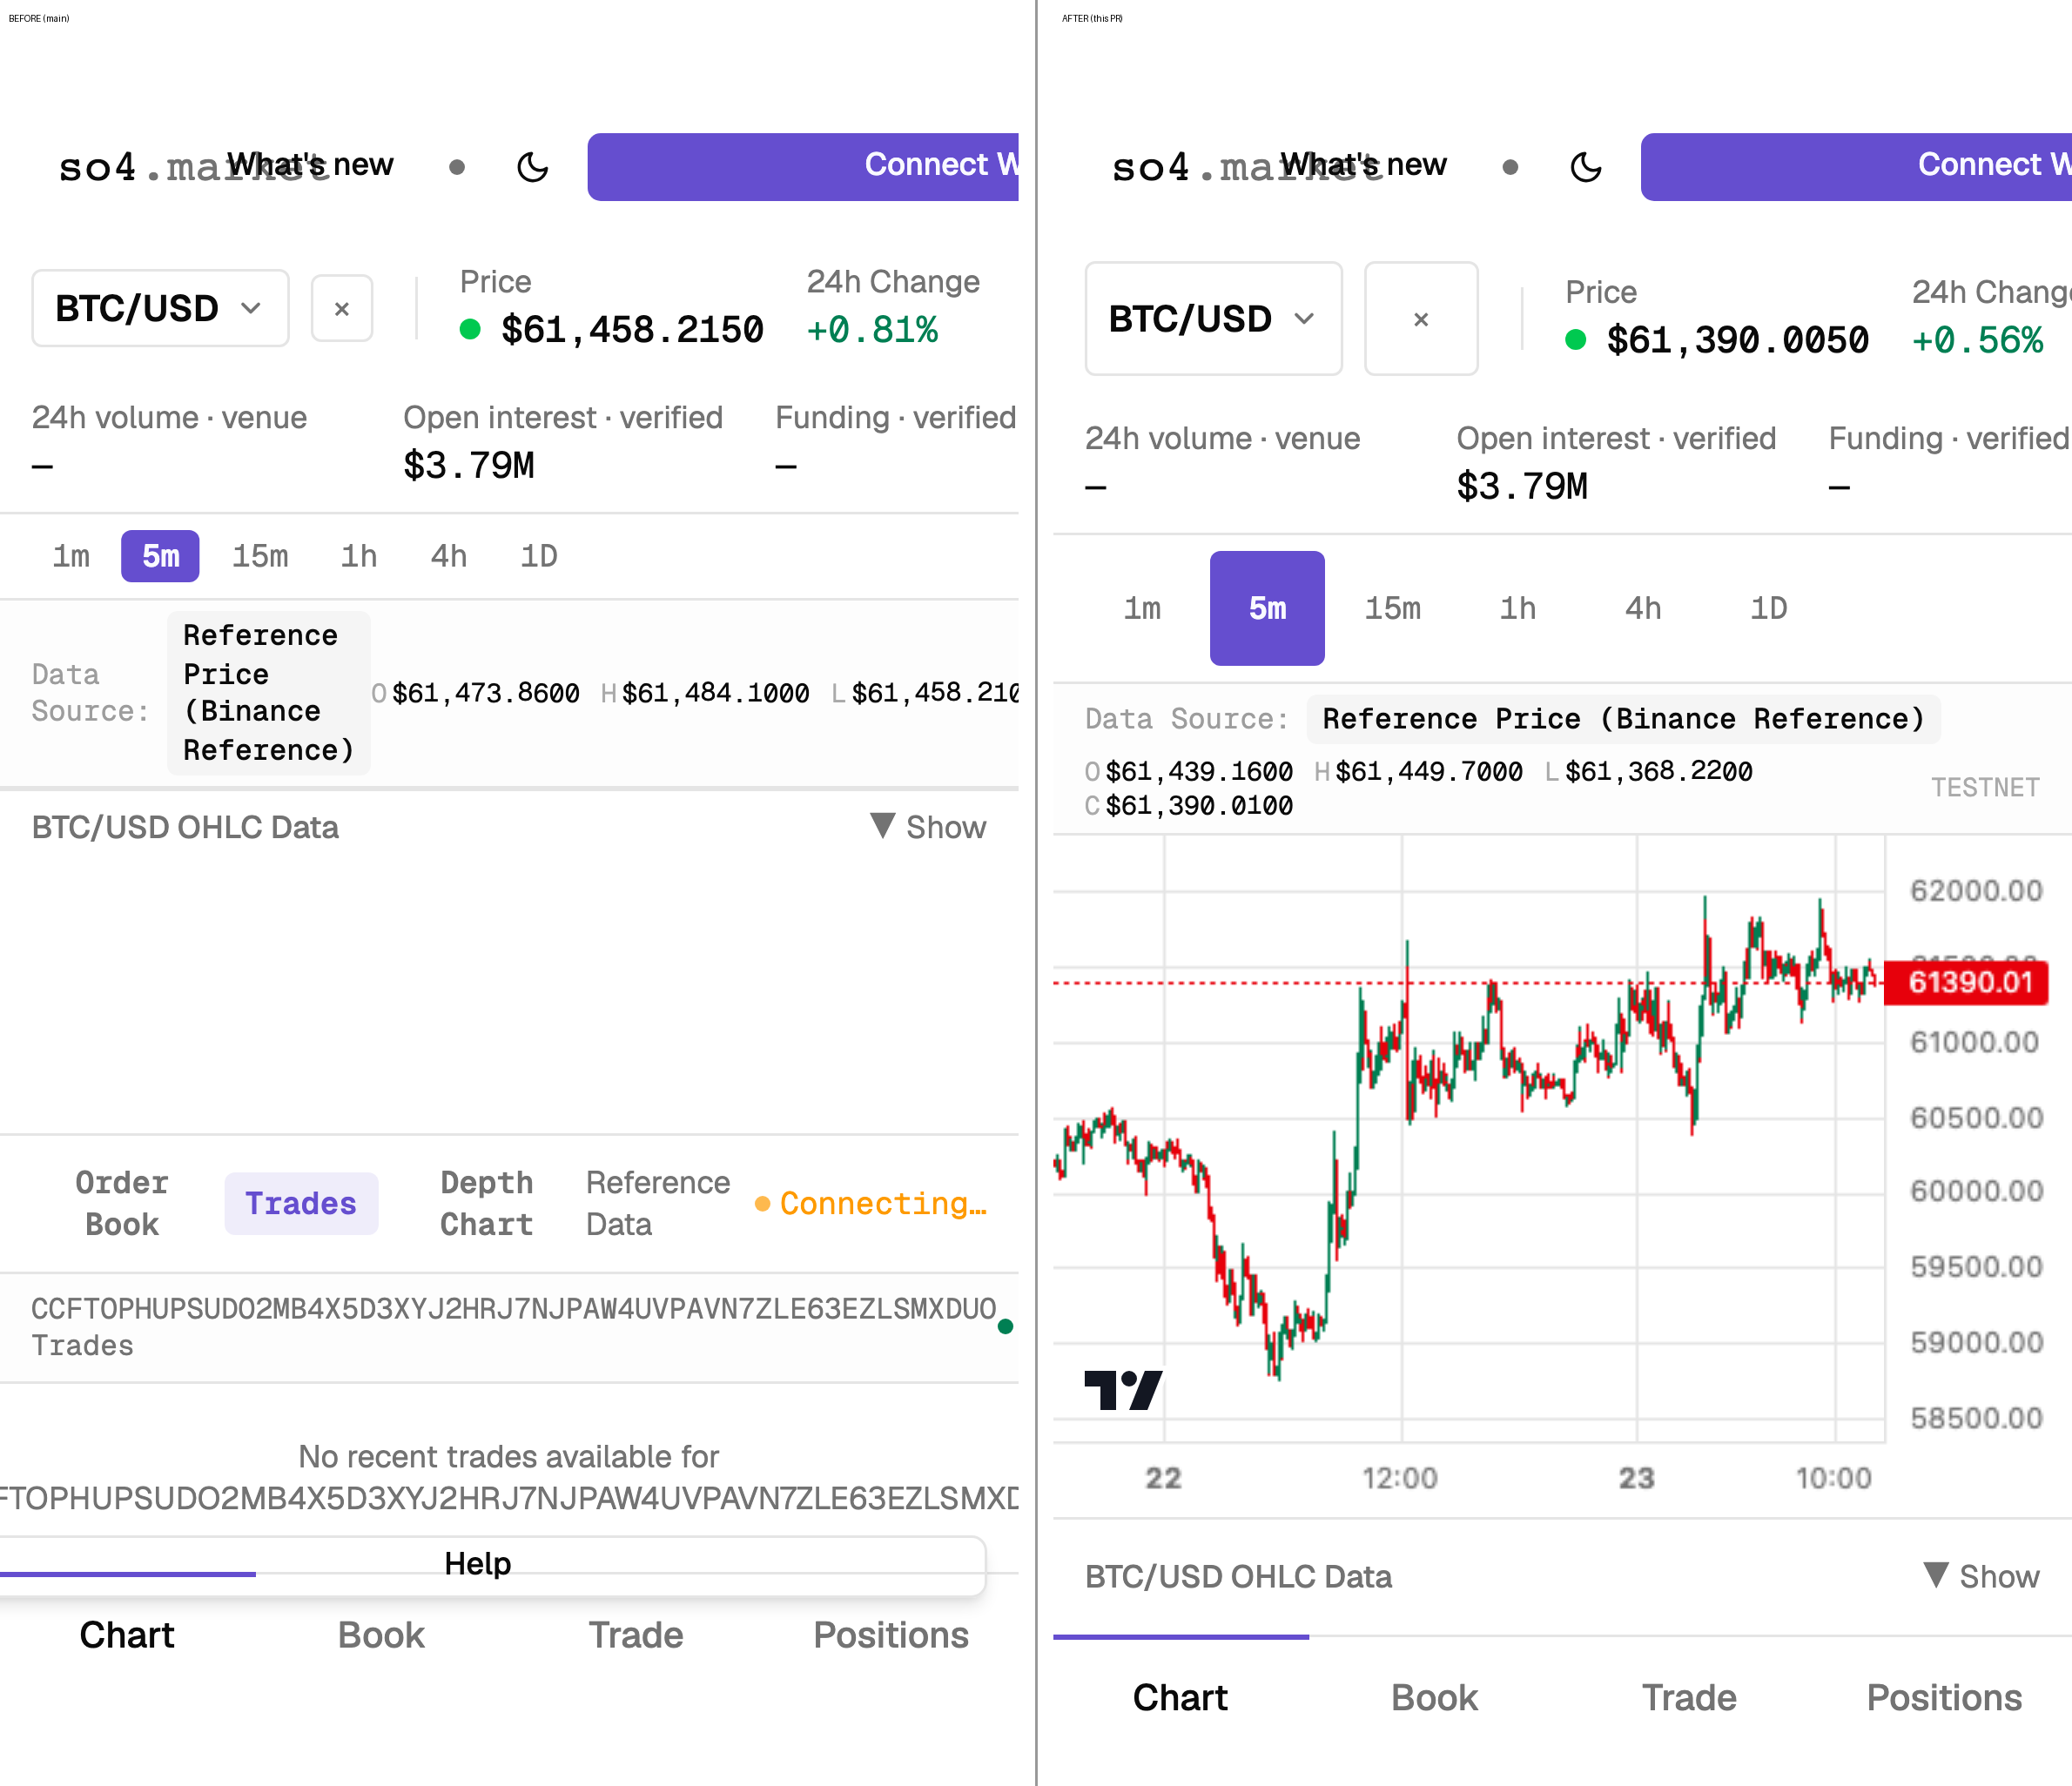 BEFORE (main)
so4.market
What's new
Connect W
BTC/USD
×
Price
$61,458.2150
24h Change
+0.81%
24h volume · venue
–
Open interest · verified
$3.79M
Funding · verified
–
1m 5m 15m 1h 4h 1D
Data
Source:
Reference
Price
(Binance
Reference)
O $61,473.8600 H $61,484.1000 L $61,458.210
BTC/USD OHLC Data
▼ Show
Order
Book
Trades
Depth
Chart
Reference
Data
Connecting…
CCFTOPHUPSUDO2MB4X5D3XYJ2HRJ7NJPAW4UVPAVN7ZLE63EZLSMXDUO
Trades
No recent trades available for
FTOPHUPSUDO2MB4X5D3XYJ2HRJ7NJPAW4UVPAVN7ZLE63EZLSMXD
Help
Chart Book Trade Positions
AFTER (this PR)
so4.market
What's new
Connect W
BTC/USD
×
Price
$61,390.0050
24h Chang
+0.56%
24h volume · venue
–
Open interest · verified
$3.79M
Funding · verified
–
1m 5m 15m 1h 4h 1D
Data Source: Reference Price (Binance Reference)
O $61,439.1600 H $61,449.7000 L $61,368.2200
C $61,390.0100
TESTNET
62000.00
61390.01
61000.00
60500.00
60000.00
59500.00
59000.00
58500.00
22 12:00 23 10:00
BTC/USD OHLC Data
▼ Show
Chart Book Trade Positions